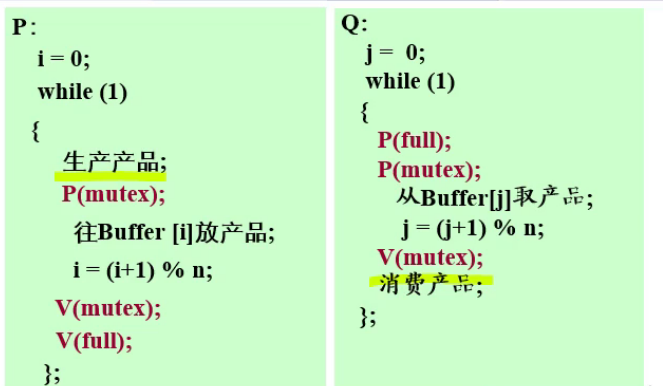 P:
i = 0;
while (1)
{
生产产品;
P(mutex);
往Buffer [i]放产品;
i = (i+1) % n;
V(mutex);
V(full);
};
Q:
j = 0;
while (1)
{
P(full);
P(mutex);
从Buffer[j]取产品;
j = (j+1) % n;
V(mutex);
消费产品;
};